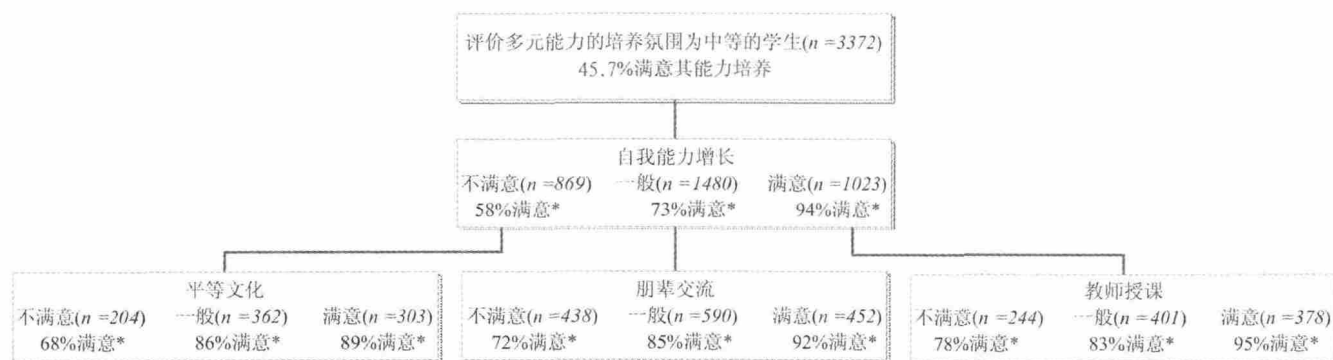 评价多元能力的培养氛围为中等的学生(n =3372)
45.7%满意其能力培养
自我能力增长
不满意(n =869) 一般(n =1480) 满意(n =1023)
58%满意* 73%满意* 94%满意*
平等文化
不满意(n =204) 一般(n =362) 满意(n =303)
68%满意* 86%满意* 89%满意*
朋辈交流
不满意(n =438) 一般(n =590) 满意(n =452)
72%满意* 85%满意* 92%满意*
教师授课
不满意(n =244) 一般(n =401) 满意(n =378)
78%满意* 83%满意* 95%满意*